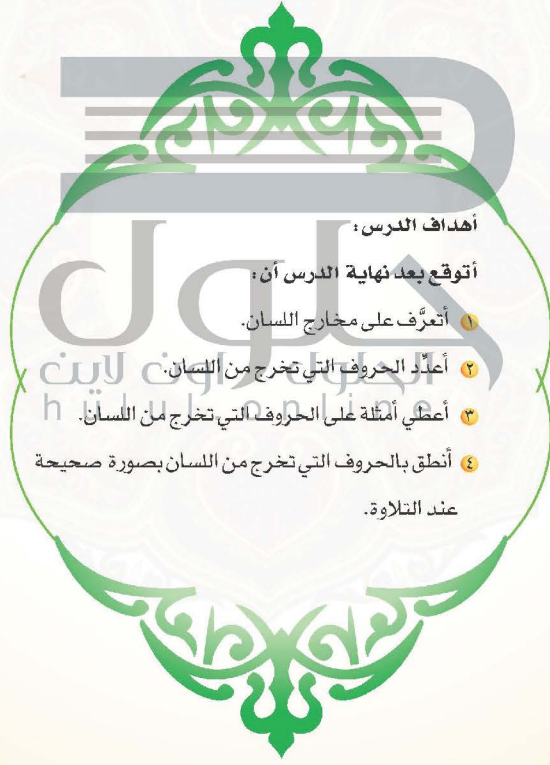 أهداف الدرس:
أتوقع بعد نهاية الدرس أن:
١ أتعرَّف على مخارج اللسان.
٢ أعدِّد الحروف التي تخرج من اللسان.
٣ أعطي أمثلة على الحروف التي تخرج من اللسان.
٤ أنطق بالحروف التي تخرج من اللسان بصورة صحيحة
عند التلاوة.
حلول
الحلول اون لاين
hulul.online